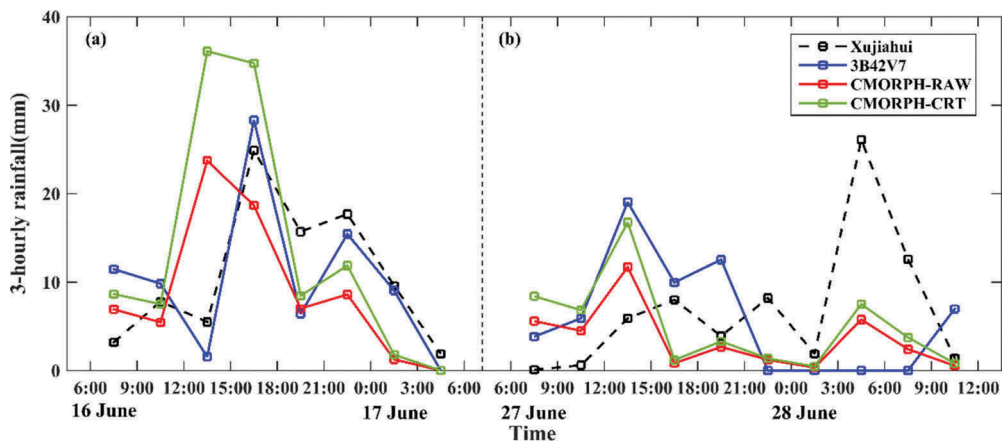 40
30
20
10
0
3-hourly rainfall(mm)
(a)
(b)
Xujiahui
3B42V7
CMORPH-RAW
CMORPH-CRT
6:00 9:00 12:00 15:00 18:00 21:00 0:00 3:00 6:00 9:00 12:00 15:00 18:00 21:00 0:00 3:00 6:00 9:00 12:00
16 June 17 June 27 June 28 June
Time